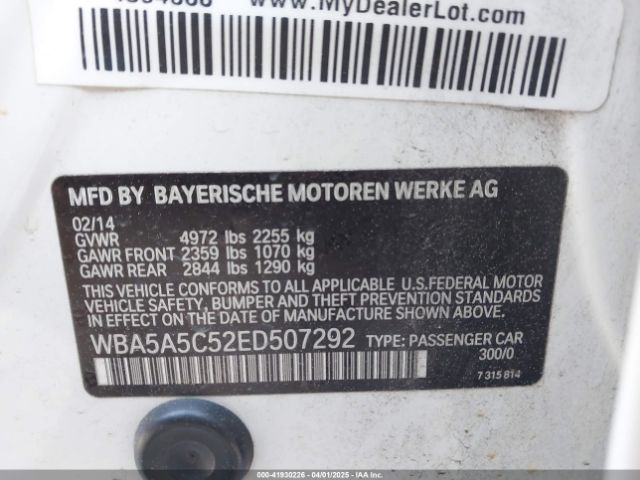 www.MyDealerLot.com
MFD BY BAYERISCHE MOTOREN WERKE AG
02/14
GVWR 4972 lbs 2255 kg
GAWR FRONT 2359 lbs 1070 kg
GAWR REAR 2844 lbs 1290 kg
THIS VEHICLE CONFORMS TO ALL APPLICABLE U.S.FEDERAL MOTOR
VEHICLE SAFETY, BUMPER AND THEFT PREVENTION STANDARDS
IN EFFECT ON THE DATE OF MANUFACTURE SHOWN ABOVE.
WBA5A5C52ED507292 TYPE: PASSENGER CAR
300/0
7 315 814
000-41930226 - 04/01/2025 - IAAI.COM